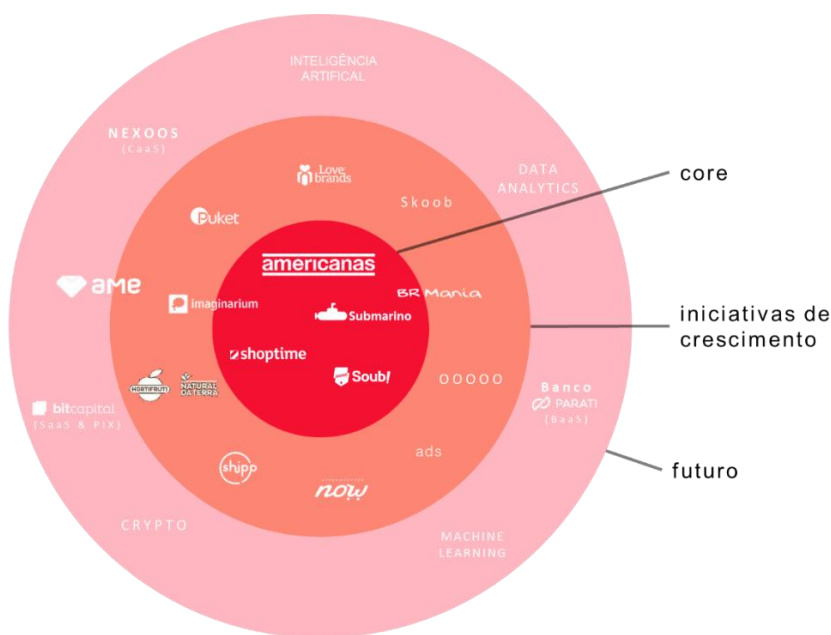 INTELIGÊNCIA
ARTIFICAL
NEXOOS
(CaaS)
Love
brands
DATA
ANALYTICS
core
Skoob
Puket
americanas
ame
imaginarium
BR Mania
Submarino
iniciativas de
crescimento
shoptime
Soub!
HORTIFRUTI
NATURAL
DA TERRA
OOOOO
Banco
PARATI
(BaaS)
bitcapital
(SaaS & PIX)
ads
shipp
futuro
now
CRYPTO
MACHINE
LEARNING